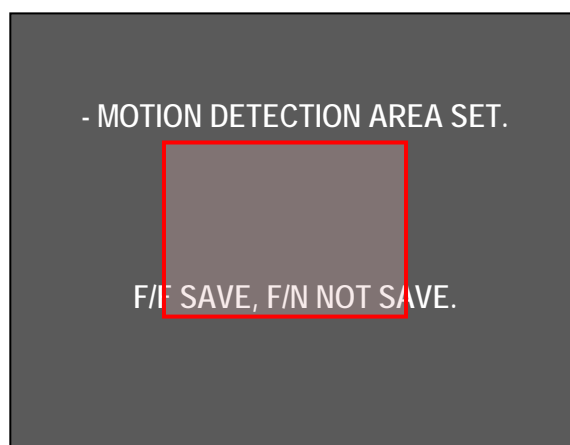 - MOTION DETECTION AREA SET.
F/F SAVE, F/N NOT SAVE.